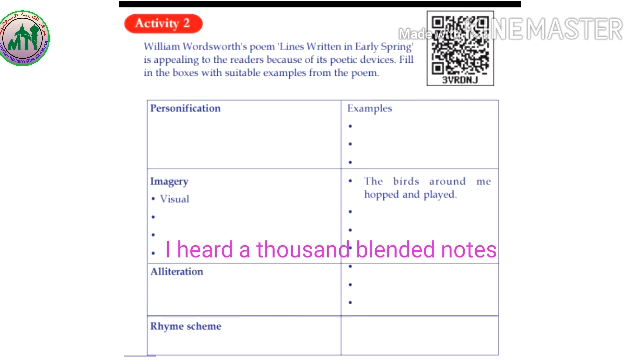 Activity 2
Made with KINEMASTER
William Wordsworth's poem 'Lines Written in Early Spring'
is appealing to the readers because of its poetic devices. Fill
in the boxes with suitable examples from the poem.
3VRDNJ
Personification
Examples
•
•
•
Imagery
• Visual
•
•
•
• The birds around me
hopped and played.
•
•
•
I heard a thousand blended notes
Alliteration
•
•
•
Rhyme scheme